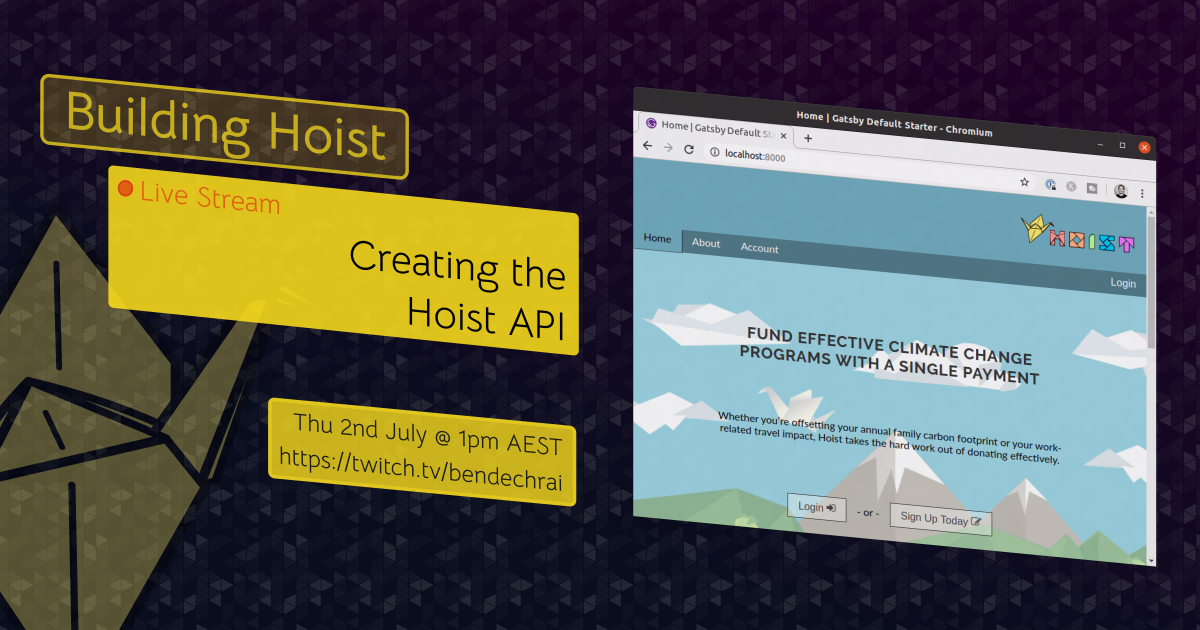 Building Hoist
Live Stream
Creating the
Hoist API
Thu 2nd July @ 1pm AEST
https://twitch.tv/bendechrai
Home | Gatsby Default Starter - Chromium
Home | Gatsby Default St
localhost:8000
HOIST
Home
About
Account
Login
FUND EFFECTIVE CLIMATE CHANGE
PROGRAMS WITH A SINGLE PAYMENT
Whether you're offsetting your annual family carbon footprint or your work-
related travel impact, Hoist takes the hard work out of donating effectively.
Login
- or -
Sign Up Today